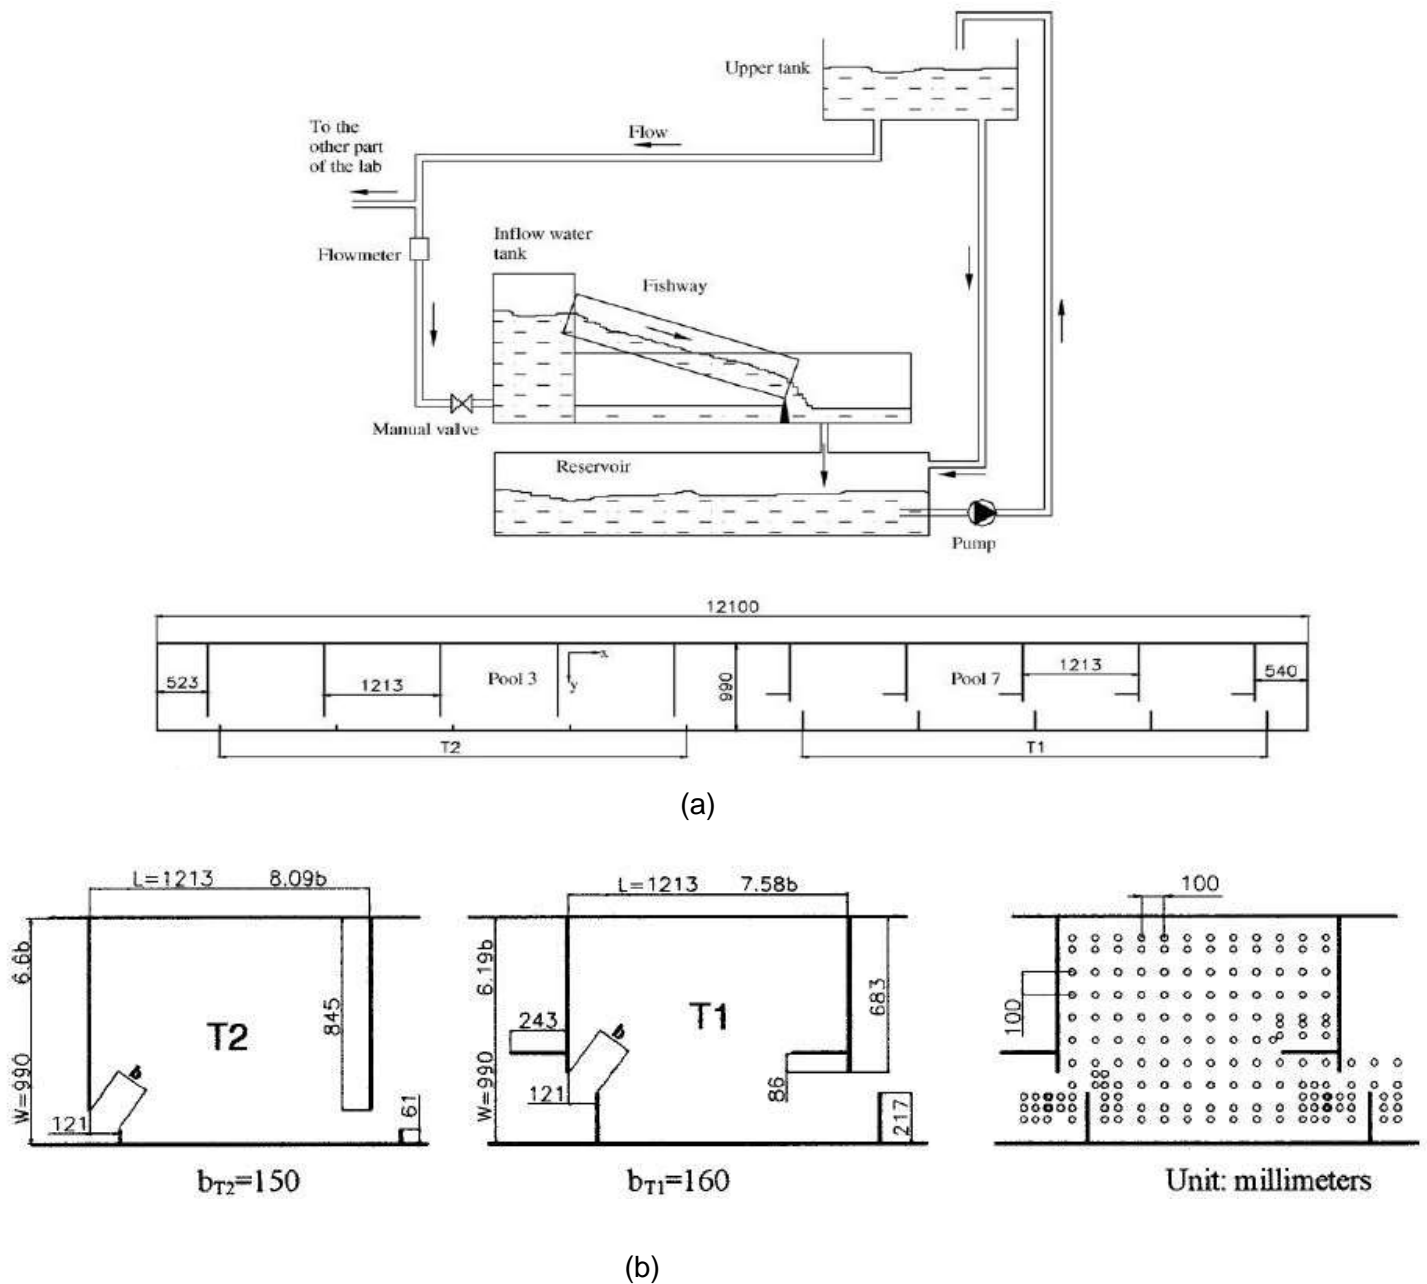 Upper tank
To the
other part
of the lab
Flow
Flowmeter
Inflow water
tank
Fishway
Manual valve
Reservoir
Pump
12100
523
1213
Pool 3
x
y
990
Pool 7
1213
540
T2
T1
(a)
L=1213 8.09b
W=990 6.6b
845
T2
b
121
61
b_T2=150
L=1213 7.58b
W=990 6.19b
243
b
T1
683
121
86
217
b_T1=160
100
100
Unit: millimeters
(b)